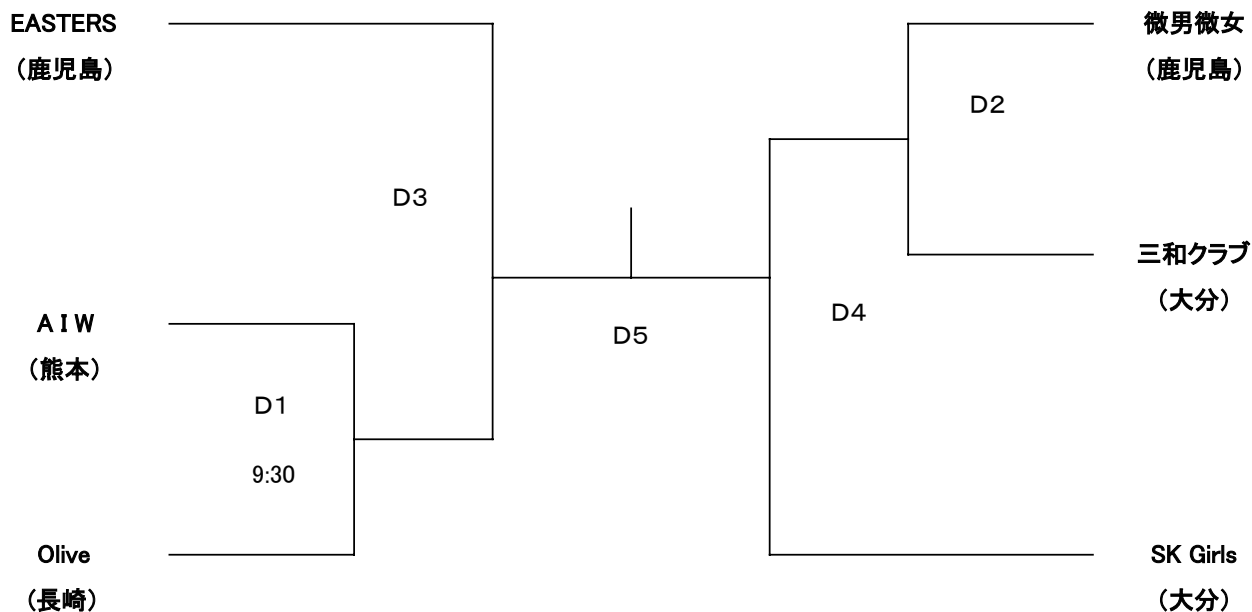 EASTERS
（鹿児島）
D3
A I W
（熊本）
D1
9:30
Olive
（長崎）
D5
微男微女
（鹿児島）
D2
三和クラブ
（大分）
D4
SK Girls
（大分）